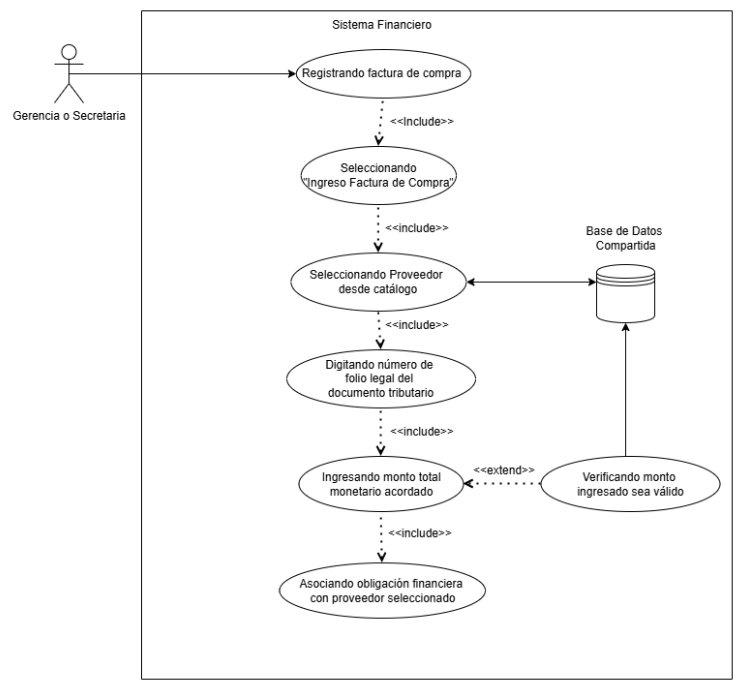 Sistema Financiero
Registrando factura de compra
Gerencia o Secretaria
<<Include>>
Seleccionando
"Ingreso Factura de Compra"
<<include>>
Base de Datos
Compartida
Seleccionando Proveedor
desde catálogo
<<include>>
Digitando número de
folio legal del
documento tributario
<<include>>
Ingresando monto total
monetario acordado
<<extend>>
Verificando monto
ingresado sea válido
<<include>>
Asociando obligación financiera
con proveedor seleccionado